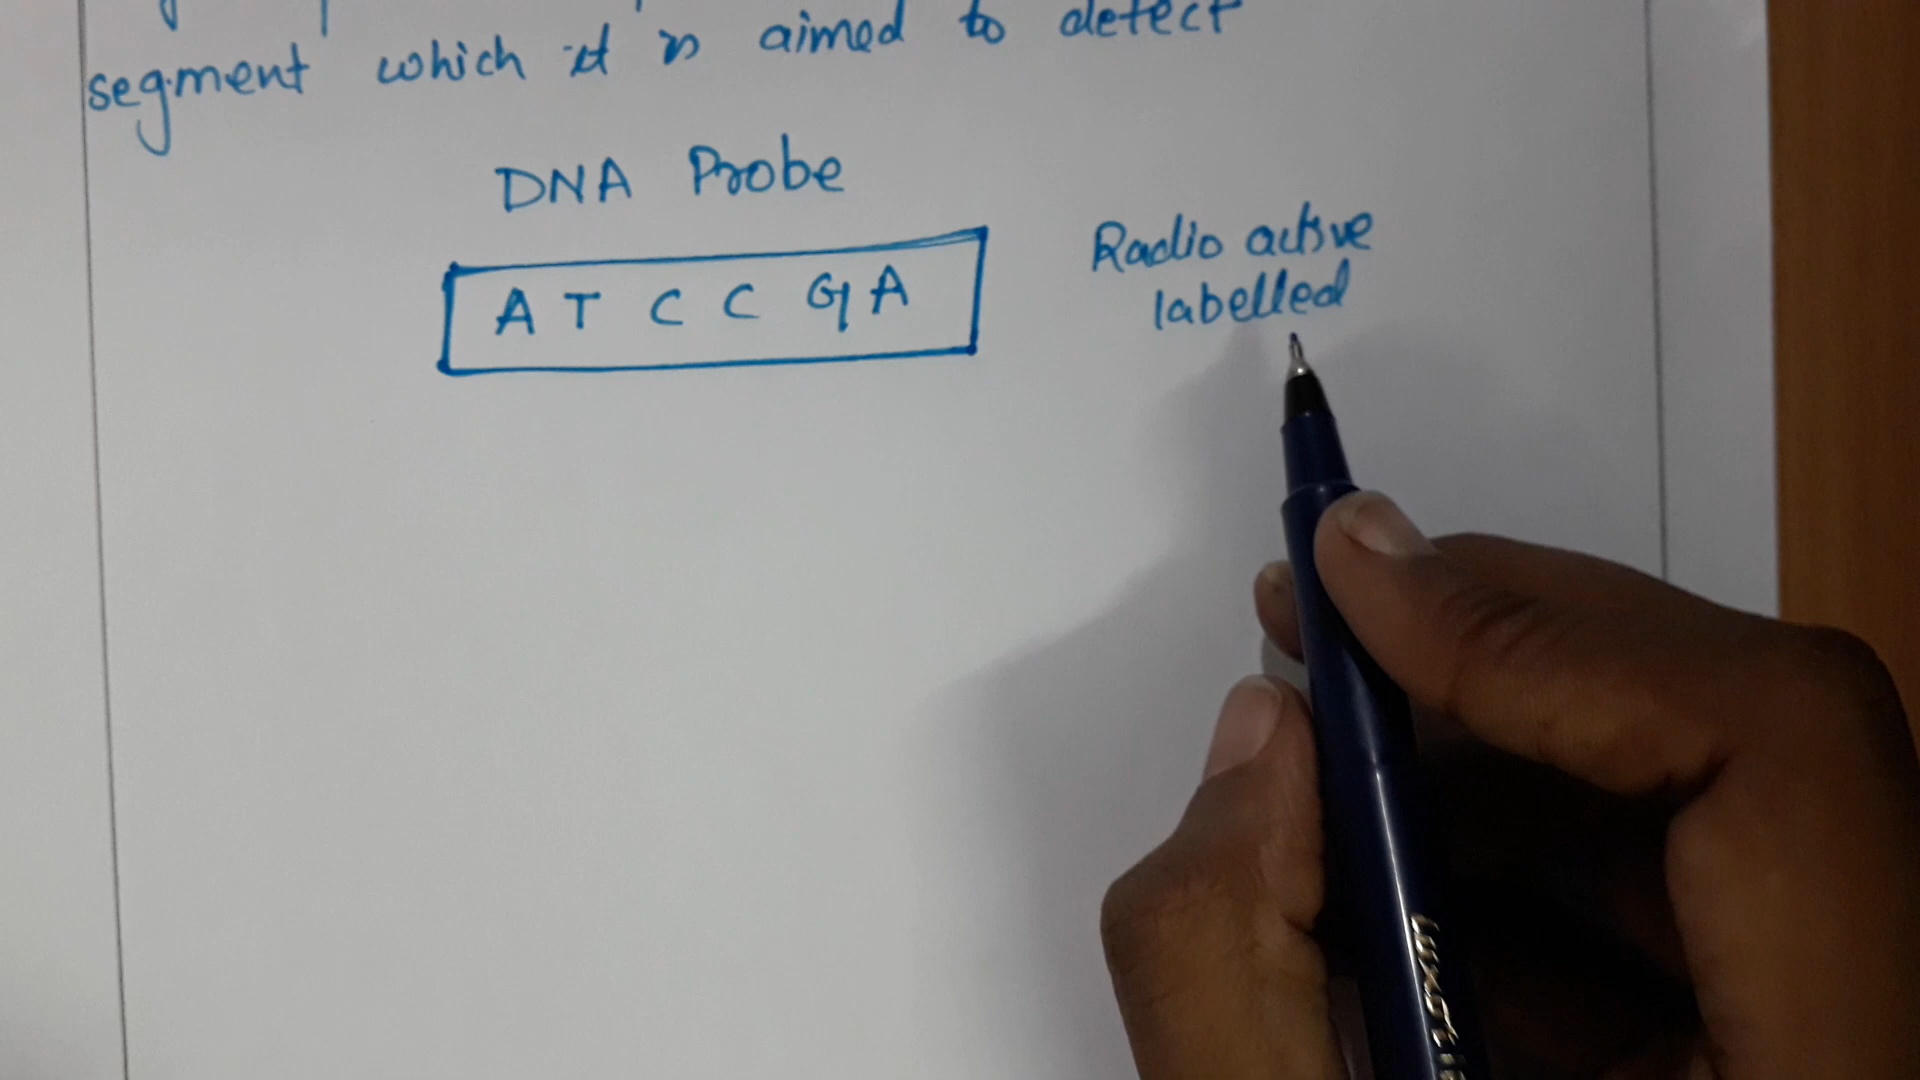 segment which it is aimed to detect
DNA Probe
A T C C G A
Radio active
labelled